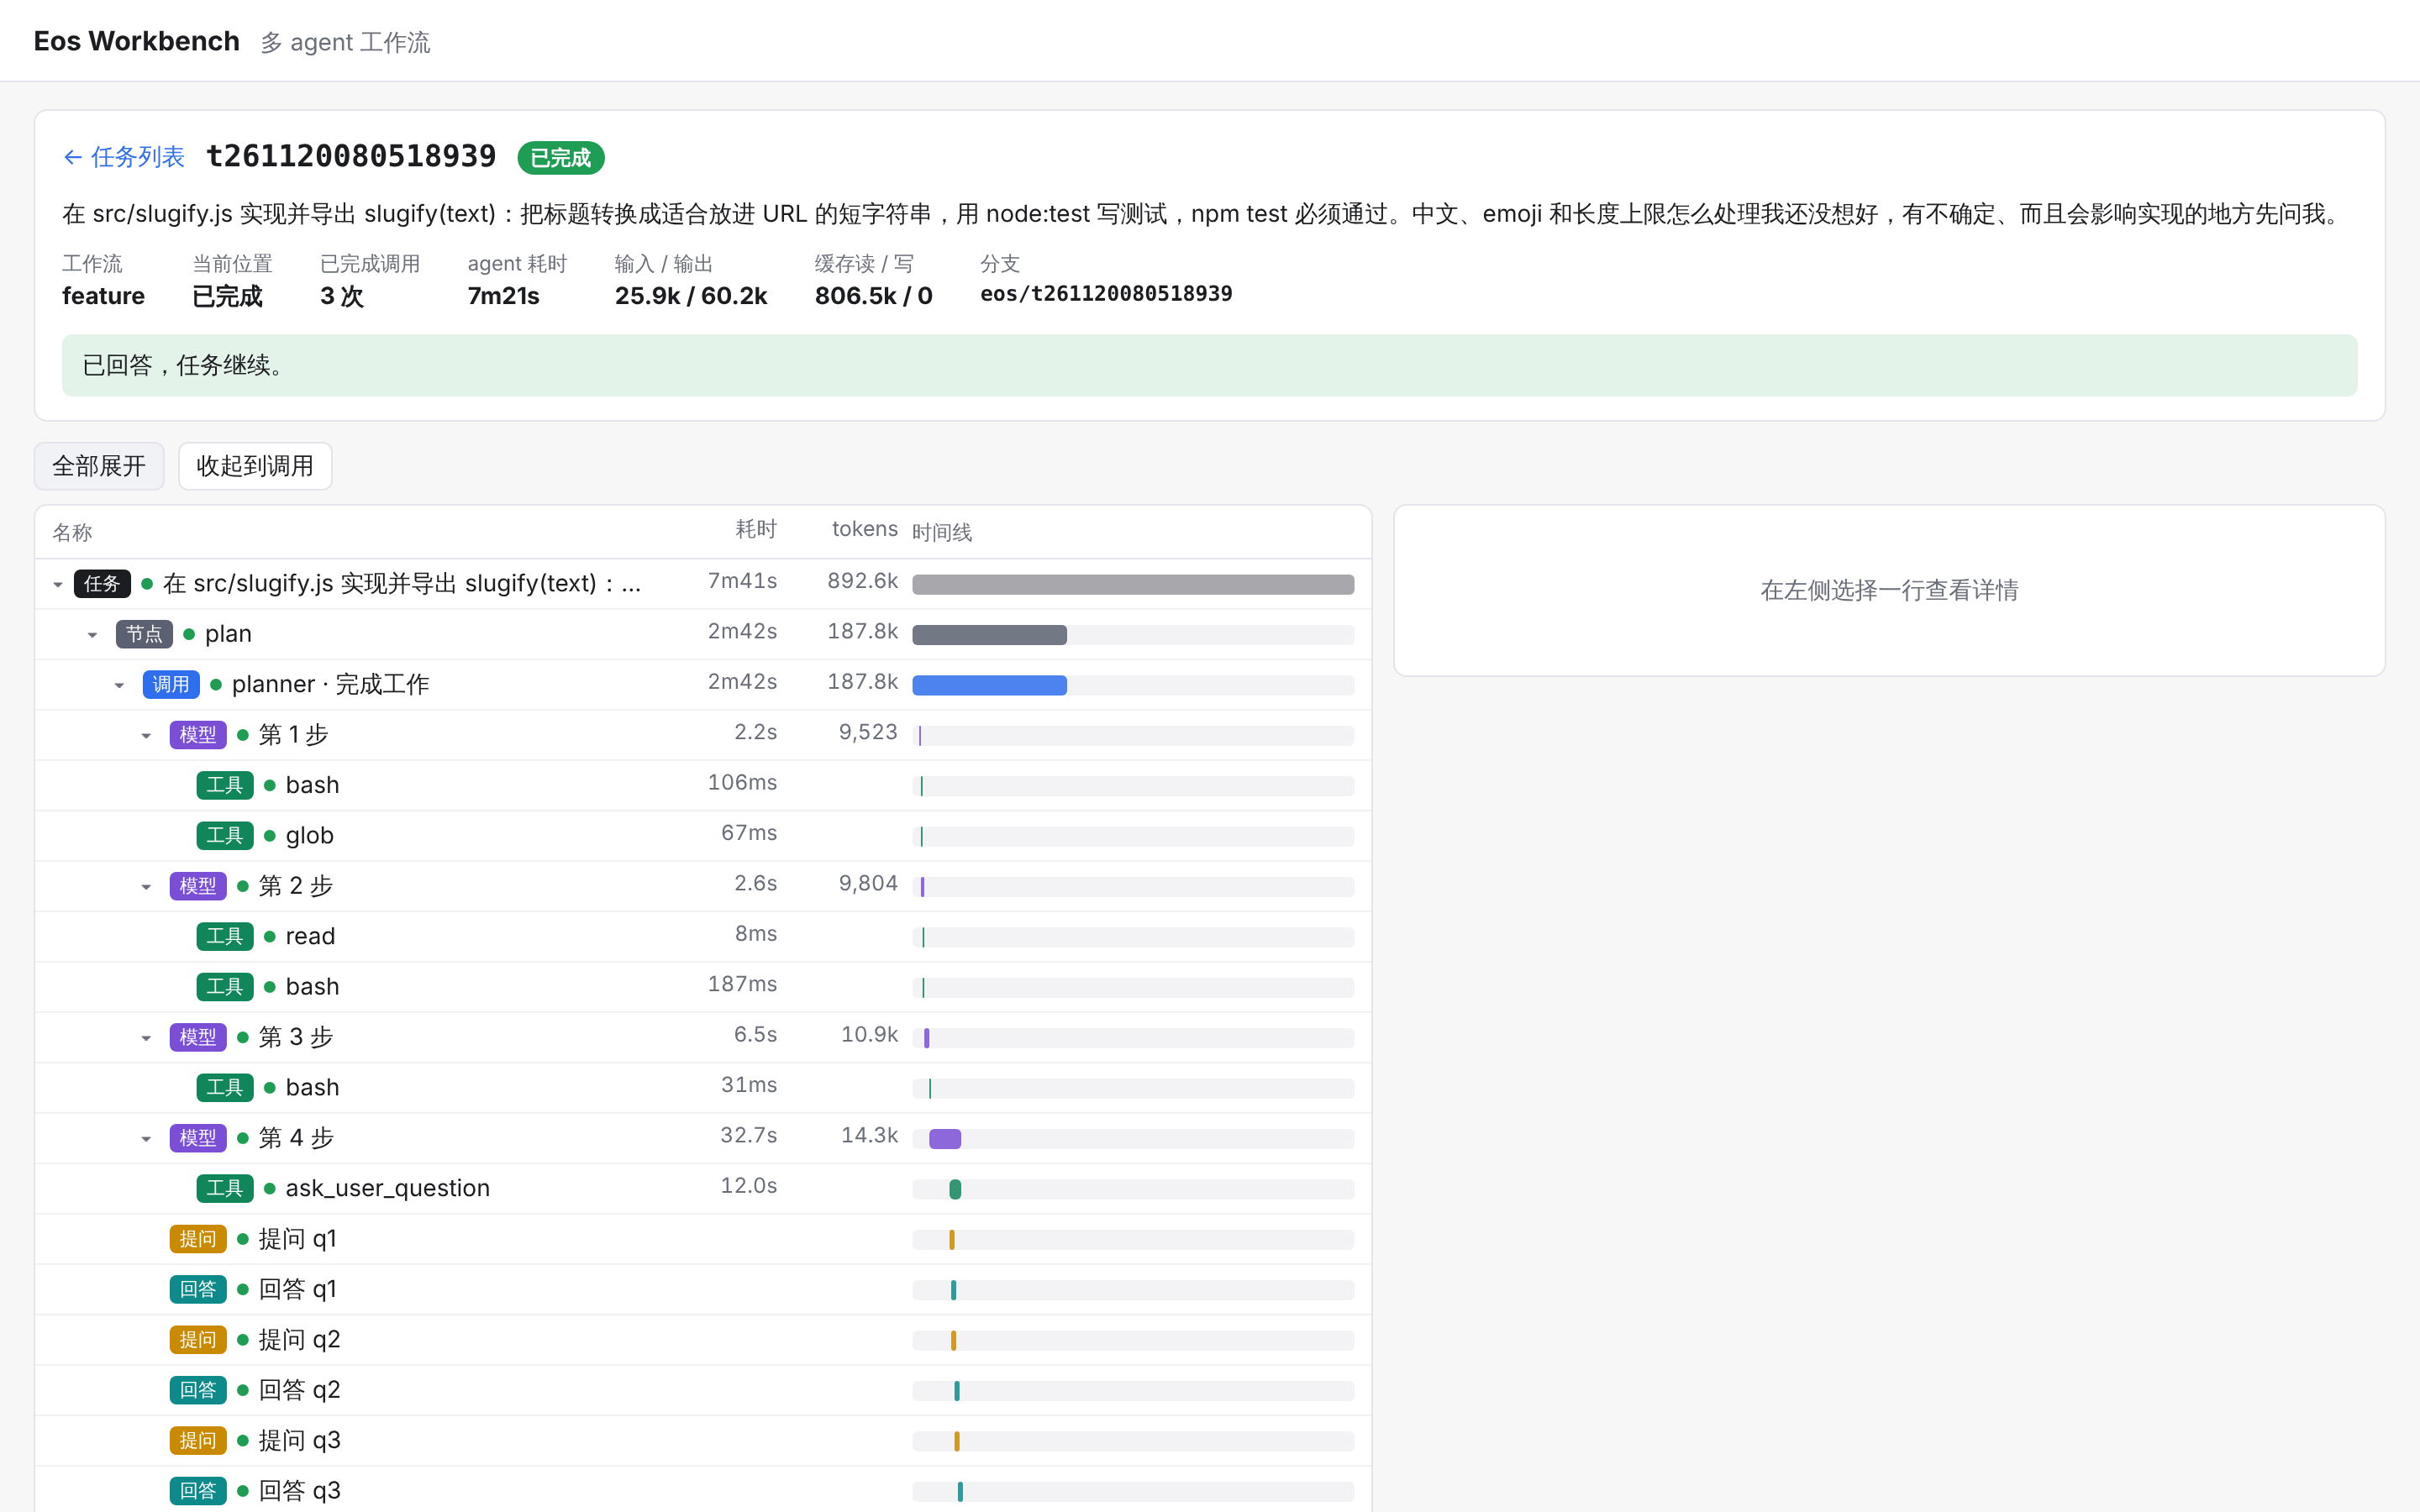 Eos Workbench 多 agent 工作流
← 任务列表 t261120080518939 已完成
在 src/slugify.js 实现并导出 slugify(text)：把标题转换成适合放进 URL 的短字符串，用 node:test 写测试，npm test 必须通过。中文、emoji 和长度上限怎么处理我还没想好，有不确定、而且会影响实现的地方先问我。
工作流 当前位置 已完成调用 agent 耗时 输入 / 输出 缓存读 / 写 分支
feature 已完成 3 次 7m21s 25.9k / 60.2k 806.5k / 0 eos/t261120080518939
已回答，任务继续。
全部展开 收起到调用
名称 耗时 tokens 时间线
任务 在 src/slugify.js 实现并导出 slugify(text)：... 7m41s 892.6k
在左侧选择一行查看详情
节点 plan 2m42s 187.8k
调用 planner · 完成工作 2m42s 187.8k
模型 第 1 步 2.2s 9,523
工具 bash 106ms
工具 glob 67ms
模型 第 2 步 2.6s 9,804
工具 read 8ms
工具 bash 187ms
模型 第 3 步 6.5s 10.9k
工具 bash 31ms
模型 第 4 步 32.7s 14.3k
工具 ask_user_question 12.0s
提问 提问 q1
回答 回答 q1
提问 提问 q2
回答 回答 q2
提问 提问 q3
回答 回答 q3